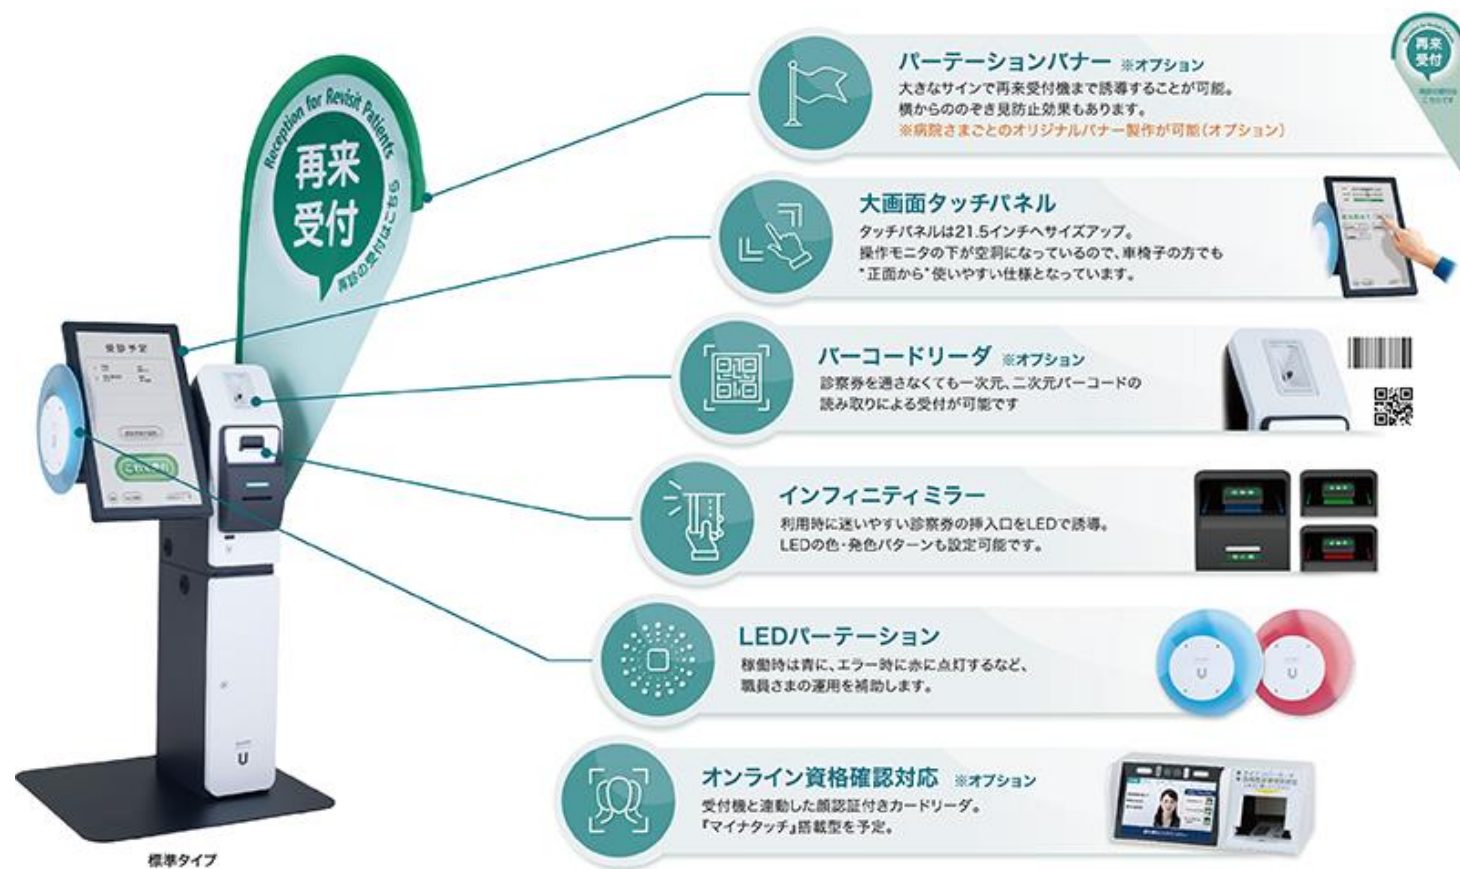 Reception for Revisit Patients
再来
受付
再診の受付はこちら
受診予定
これで受付
U
標準タイプ
パーテーションバナー ※オプション
大きなサインで再来受付機まで誘導することが可能。
横からののぞき見防止効果もあります。
※病院さまごとのオリジナルバナー製作が可能(オプション)
再来
受付
大画面タッチパネル
タッチパネルは21.5インチへサイズアップ。
操作モニタの下が空洞になっているので、車椅子の方でも
“正面から”使いやすい仕様となっています。
バーコードリーダ ※オプション
診察券を通さなくても一次元、二次元バーコードの
読み取りによる受付が可能です
インフィニティミラー
利用時に迷いやすい診察券の挿入口をLEDで誘導。
LEDの色・発色パターンも設定可能です。
LEDパーテーション
稼働時は青に、エラー時に赤に点灯するなど、
職員さまの運用を補助します。
U
U
オンライン資格確認対応 ※オプション
受付機と連動した顔認証付きカードリーダ。
『マイナタッチ』搭載型を予定。